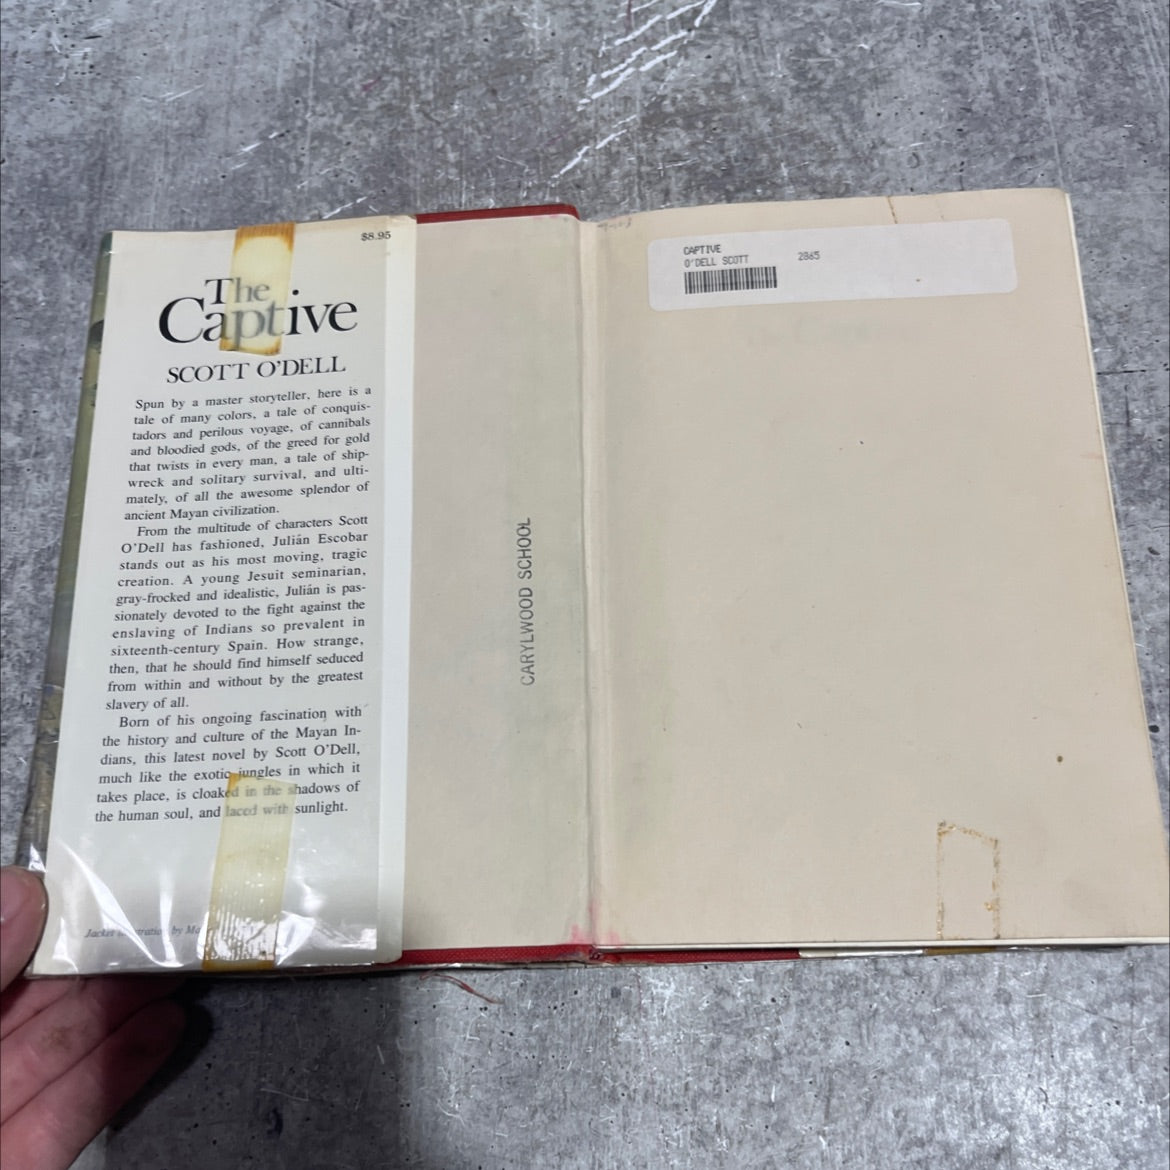 $8.95
The
Captive
SCOTT O'DELL
Spun by a master storyteller, here is a
tale of many colors, a tale of conquis-
tadors and perilous voyage, of cannibals
and bloodied gods, of the greed for gold
that twists in every man, a tale of ship-
wreck and solitary survival, and ulti-
mately, of all the awesome splendor of
ancient Mayan civilization.
From the multitude of characters Scott
O'Dell has fashioned, Julián Escobar
stands out as his most moving, tragic
creation. A young Jesuit seminarian,
gray-frocked and idealistic, Julián is pas-
sionately devoted to the fight against the
enslaving of Indians so prevalent in
sixteenth-century Spain. How strange,
then, that he should find himself seduced
from within and without by the greatest
slavery of all.
Born of his ongoing fascination with
the history and culture of the Mayan In-
dians, this latest novel by Scott O'Dell,
much like the exotic jungles in which it
takes place, is cloaked in the shadows of
the human soul, and laced with sunlight.
Jacket illustration by
CARYLWOOD SCHOOL
CAPTIVE
O'DELL SCOTT 2865